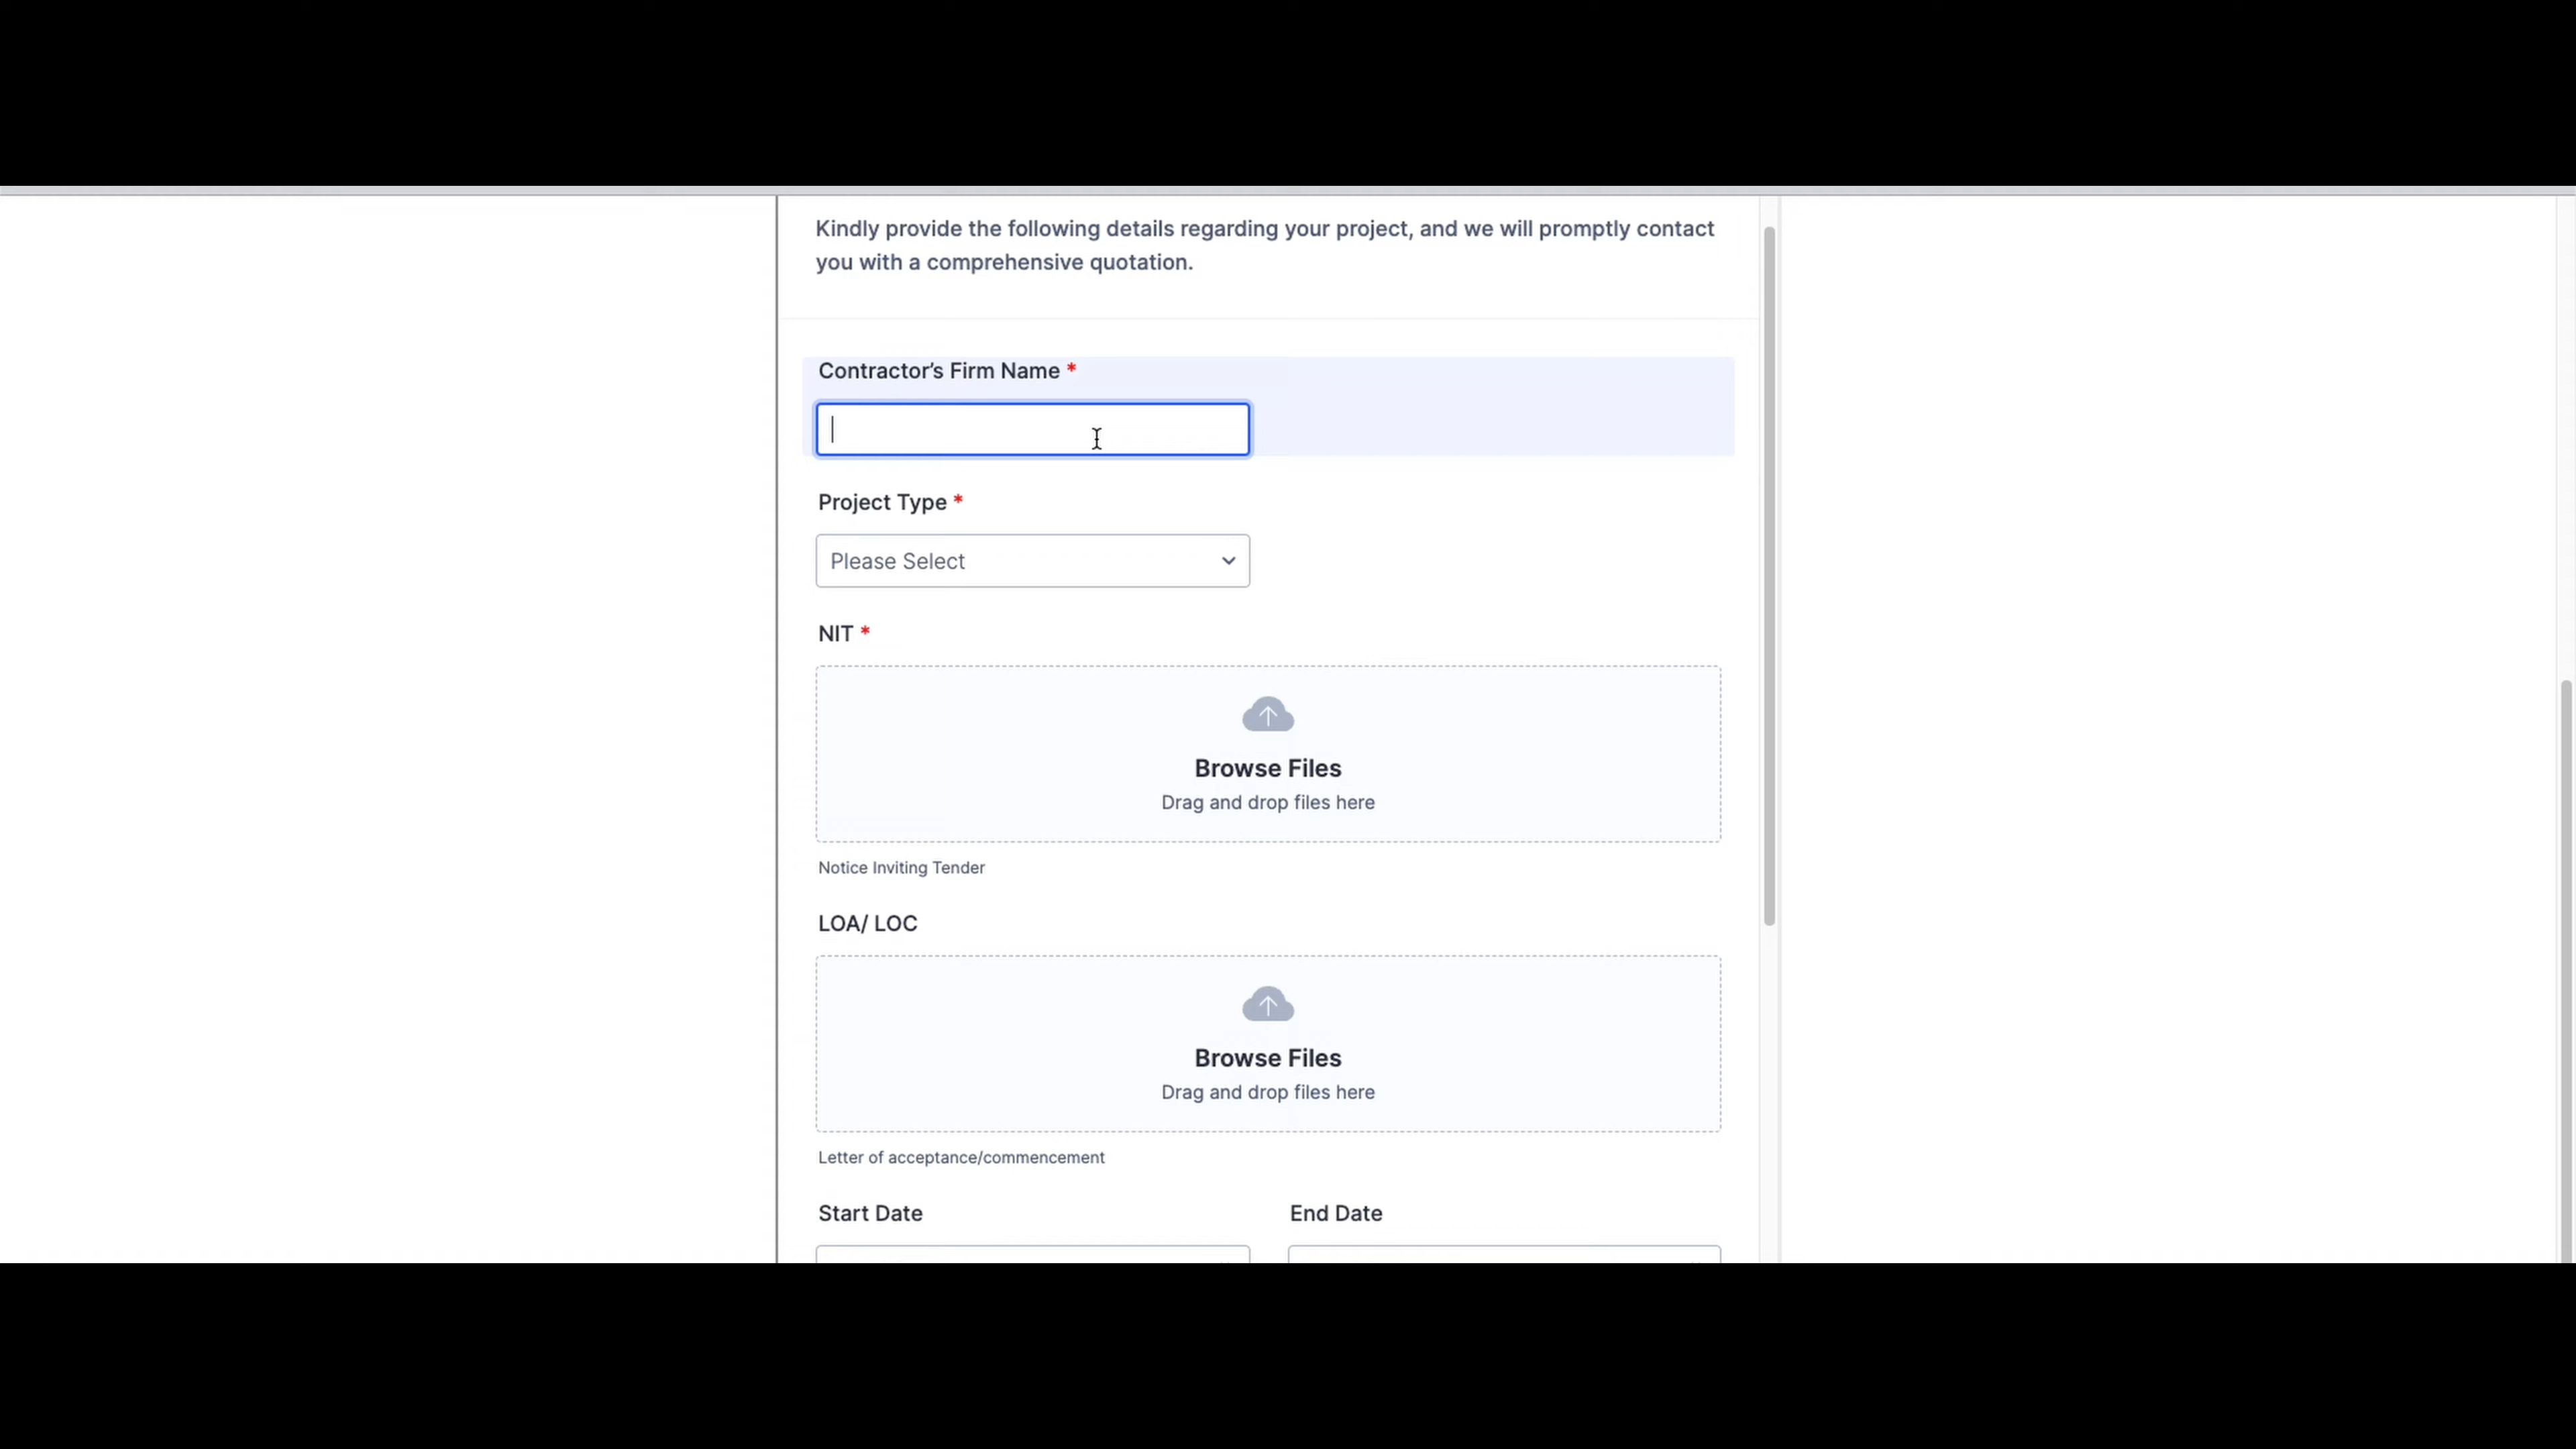 Kindly provide the following details regarding your project, and we will promptly contact
you with a comprehensive quotation.
Contractor’s Firm Name *
Project Type *
Please Select
NIT *
Browse Files
Drag and drop files here
Notice Inviting Tender
LOA/ LOC
Browse Files
Drag and drop files here
Letter of acceptance/commencement
Start Date
End Date